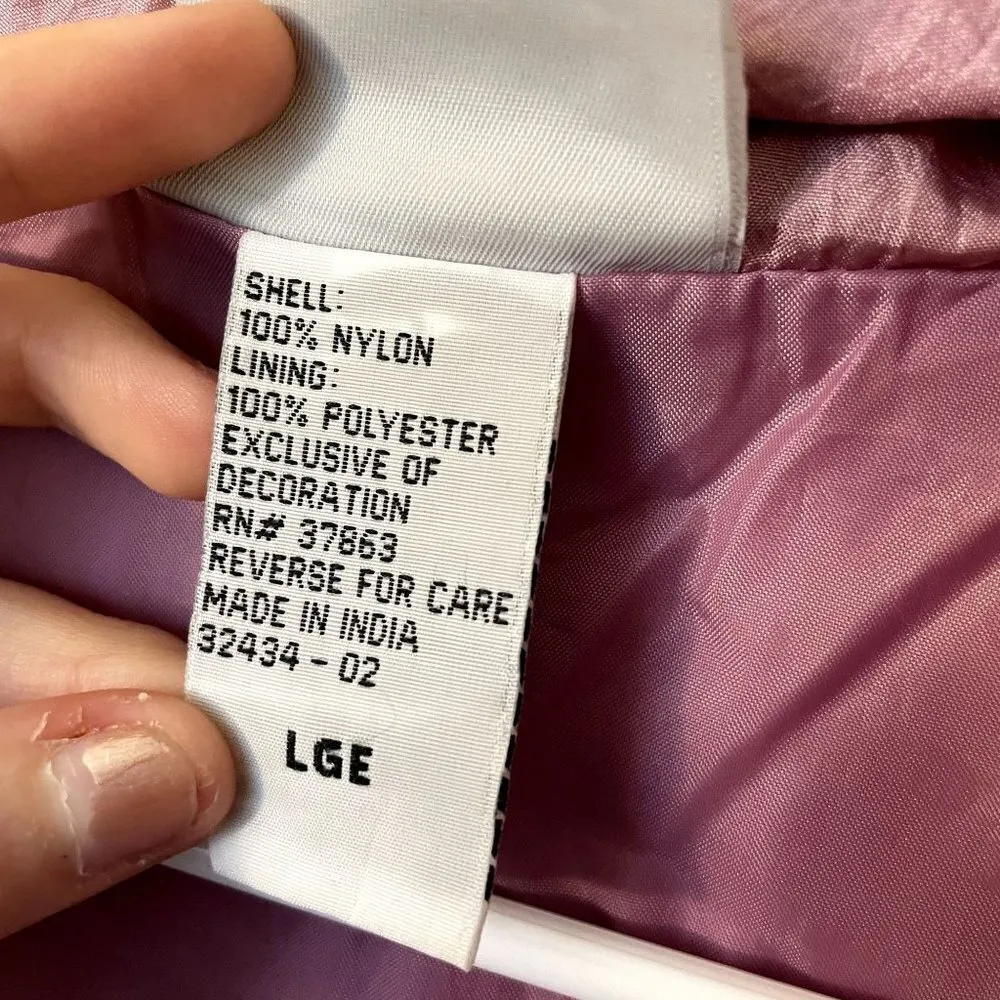 SHELL:
100% NYLON
LINING:
100% POLYESTER
EXCLUSIVE OF
DECORATION
RN# 37863
REVERSE FOR CARE
MADE IN INDIA
32434 - 02
LGE